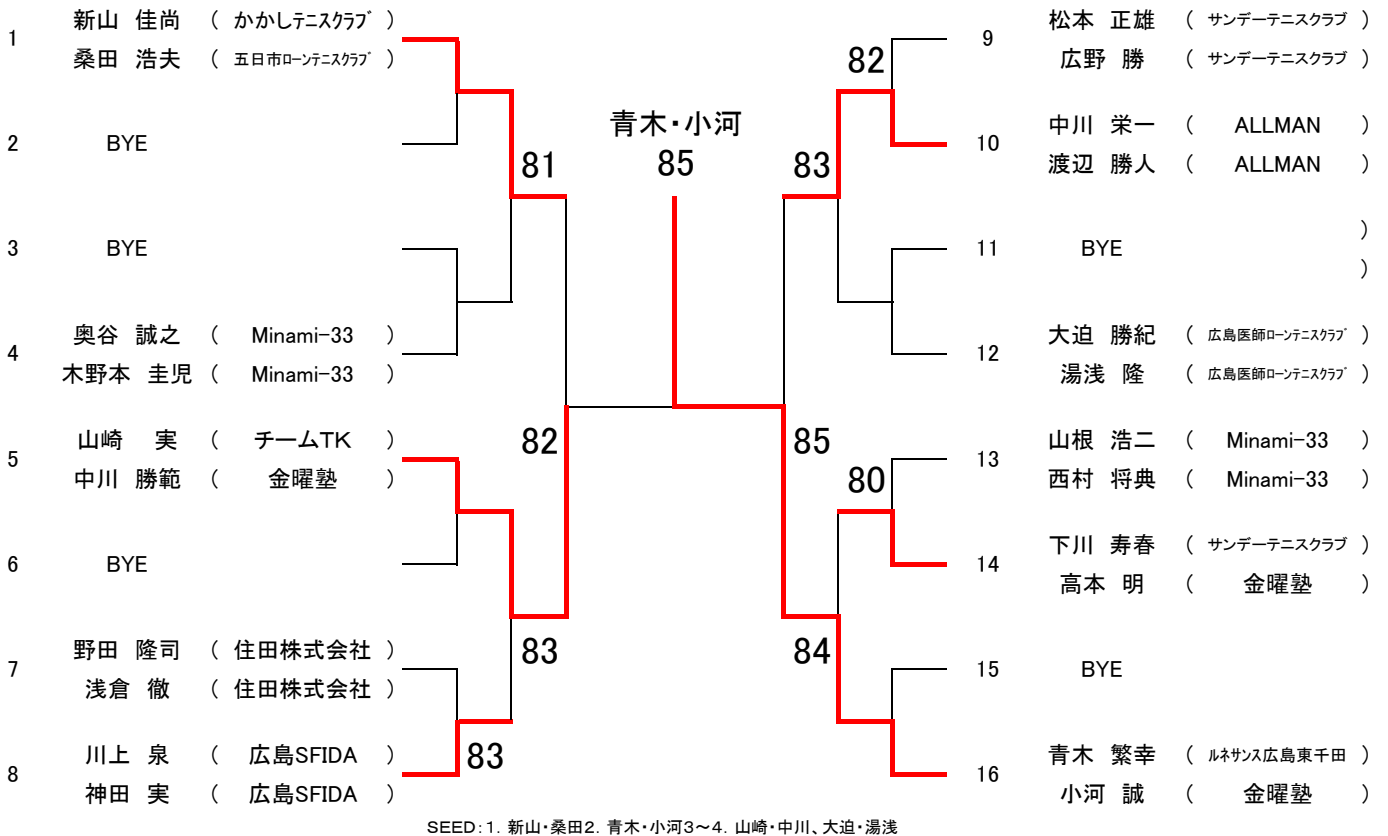 1
新山 佳尚 ( かかしテニスクラブ )
桑田 浩夫 ( 五日市ローンテニスクラブ )
2 BYE
3 BYE
4
奥谷 誠之 ( Minami-33 )
木野本 圭児 ( Minami-33 )
5
山崎 実 ( チームTK )
中川 勝範 ( 金曜塾 )
6 BYE
7
野田 隆司 ( 住田株式会社 )
浅倉 徹 ( 住田株式会社 )
8
川上 泉 ( 広島SFIDA )
神田 実 ( 広島SFIDA )
81
82
83
83
青木・小河
85
82
83
85
80
84
9
松本 正雄 ( サンデーテニスクラブ )
広野 勝 ( サンデーテニスクラブ )
10
中川 栄一 ( ALLMAN )
渡辺 勝人 ( ALLMAN )
11 BYE )
)
12
大迫 勝紀 ( 広島医師ローンテニスクラブ )
湯浅 隆 ( 広島医師ローンテニスクラブ )
13
山根 浩二 ( Minami-33 )
西村 将典 ( Minami-33 )
14
下川 寿春 ( サンデーテニスクラブ )
高本 明 ( 金曜塾 )
15 BYE
16
青木 繁幸 ( ルネサンス広島東千田 )
小河 誠 ( 金曜塾 )
SEED:1. 新山・桑田2. 青木・小河3～4. 山崎・中川、大迫・湯浅